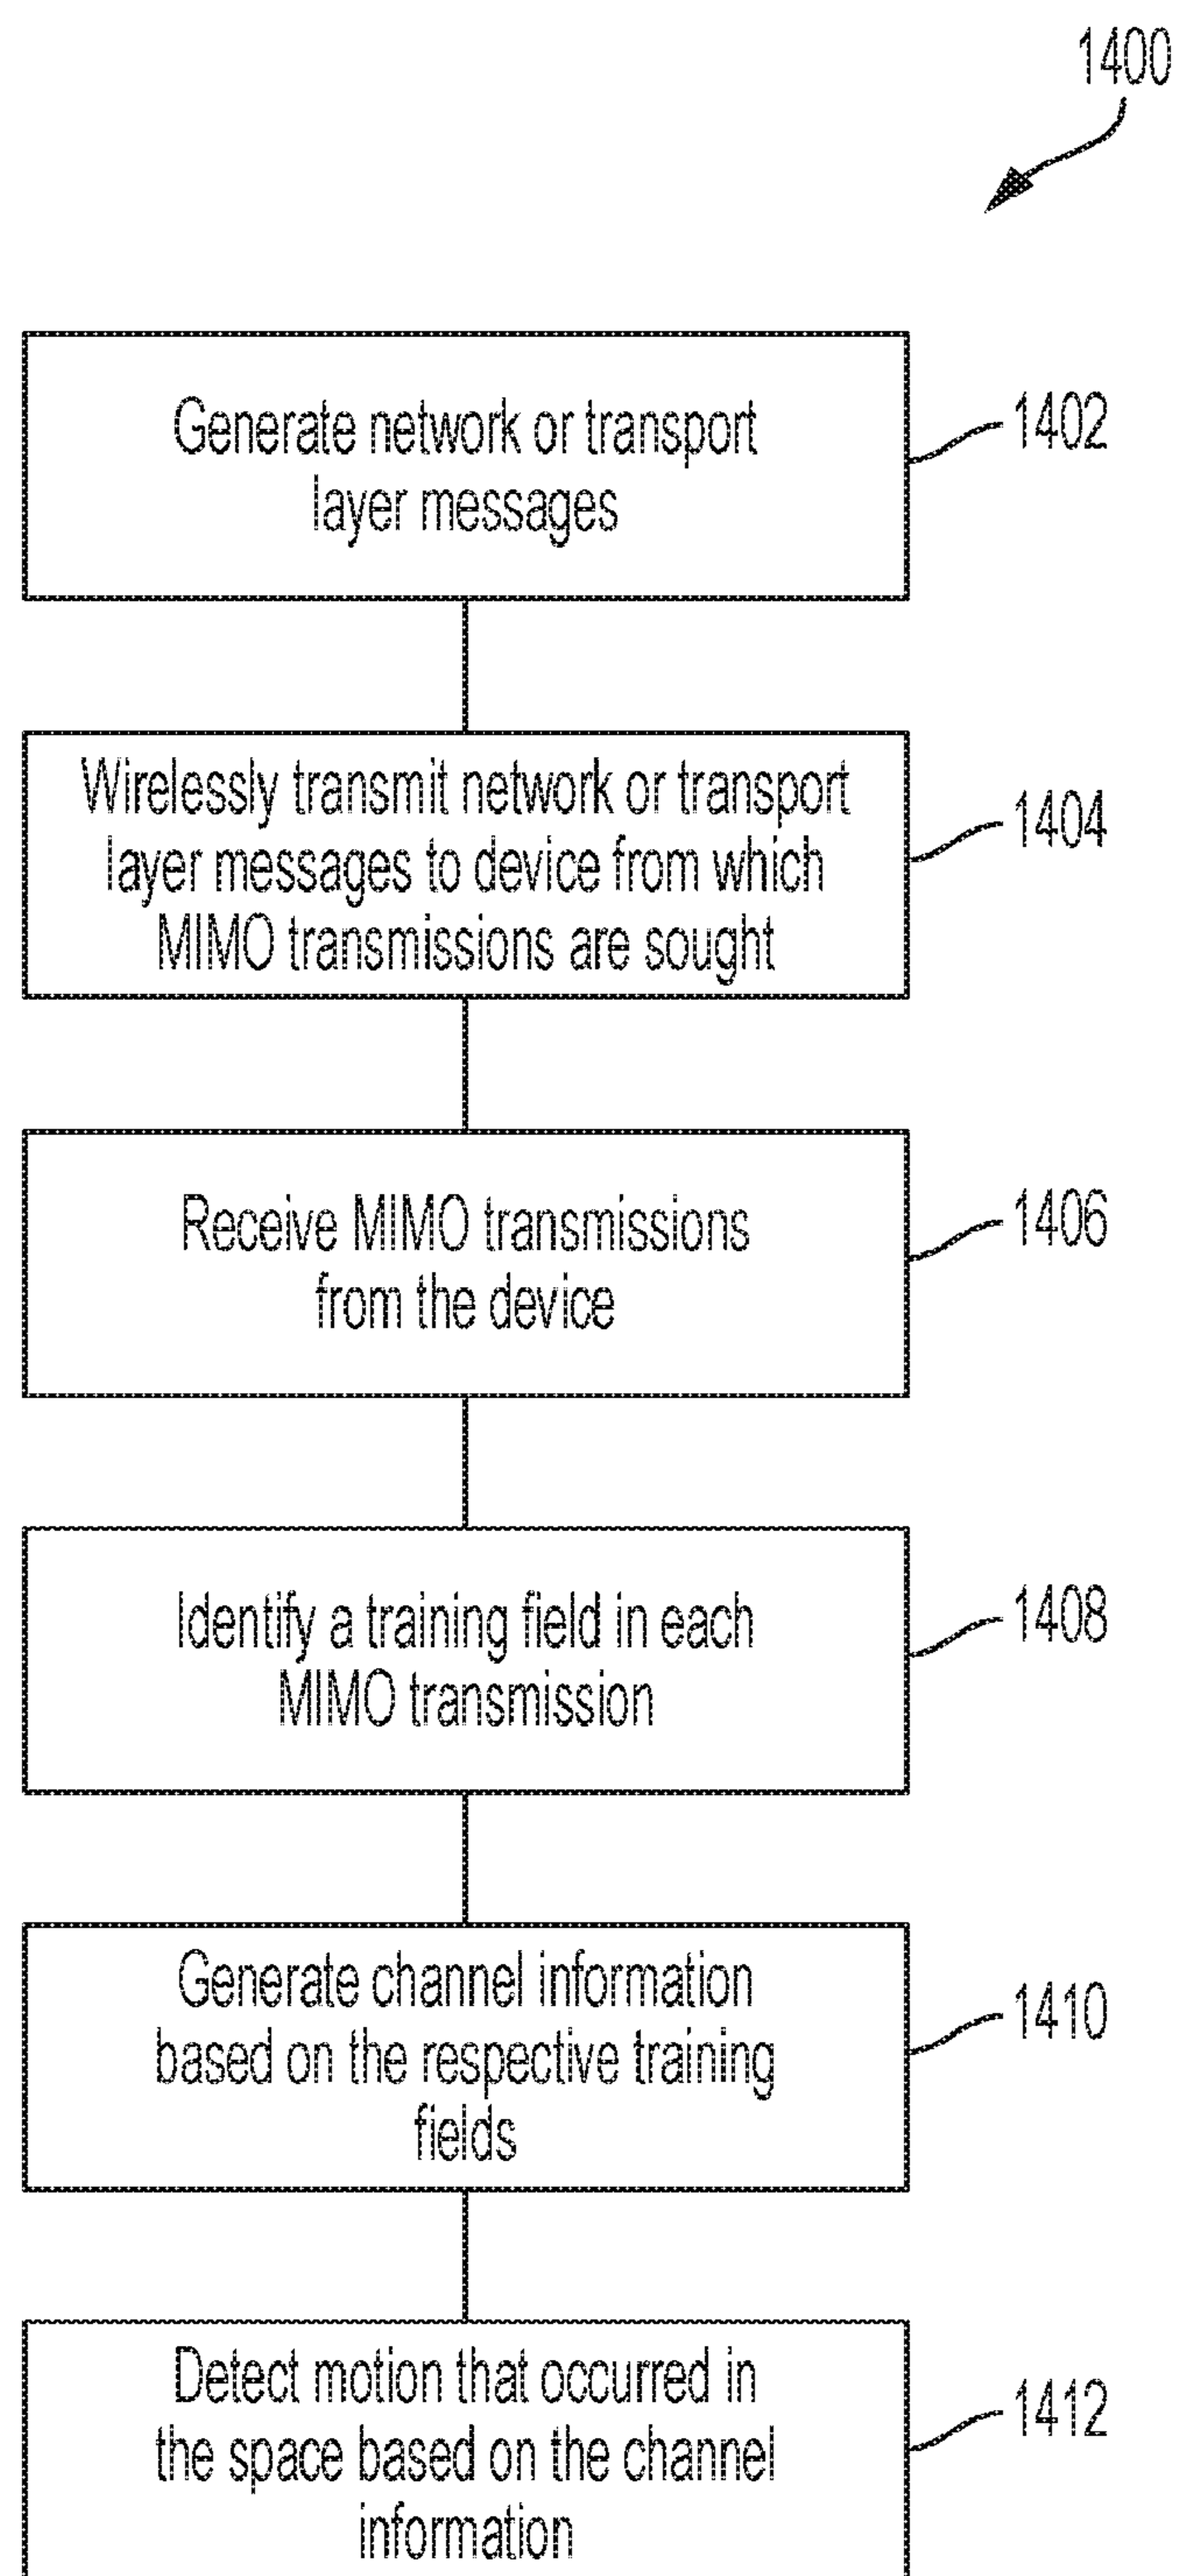 1400
Generate network or transport
layer messages
1402
Wirelessly transmit network or transport
layer messages to device from which
MIMO transmissions are sought
1404
Receive MIMO transmissions
from the device
1406
Identify a training field in each
MIMO transmission
1408
Generate channel information
based on the respective training
fields
1410
Detect motion that occurred in
the space based on the channel
information
1412